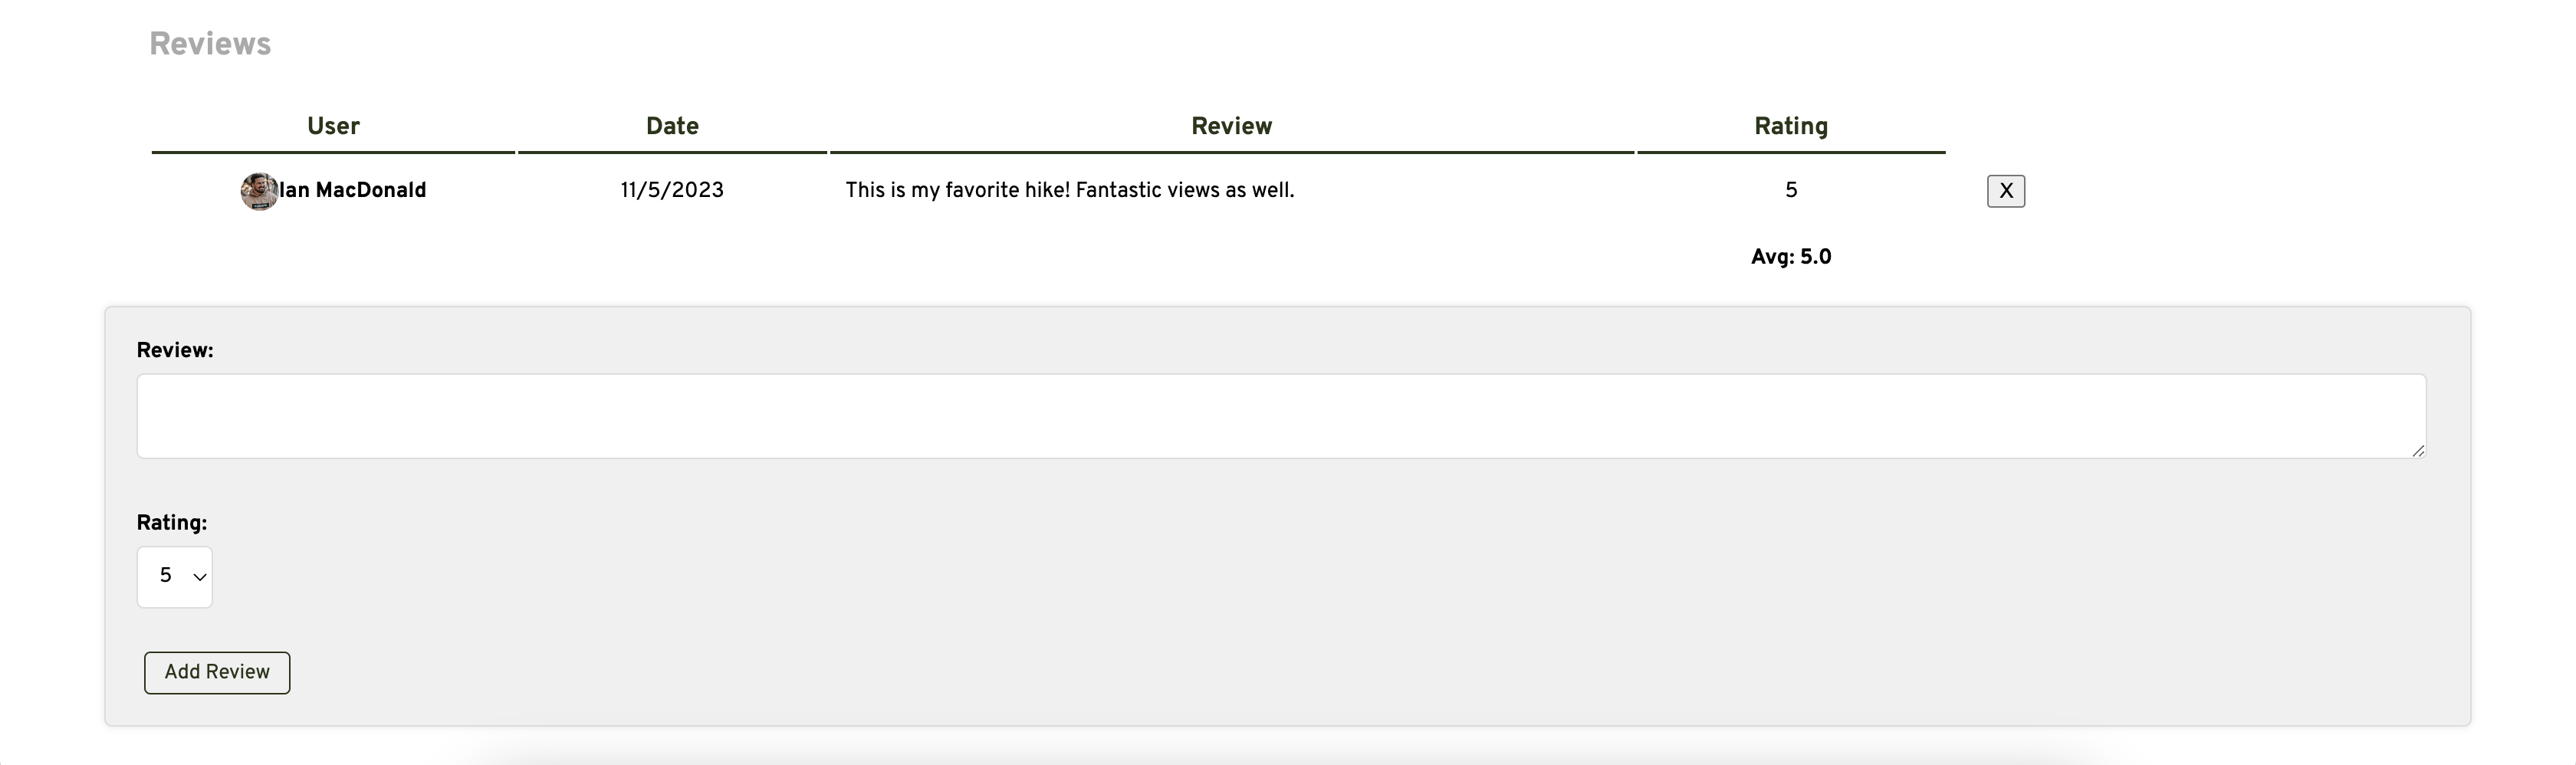 Reviews
User Date Review Rating
Ian MacDonald 11/5/2023 This is my favorite hike! Fantastic views as well. 5 X
Avg: 5.0
Review:
Rating:
5
Add Review